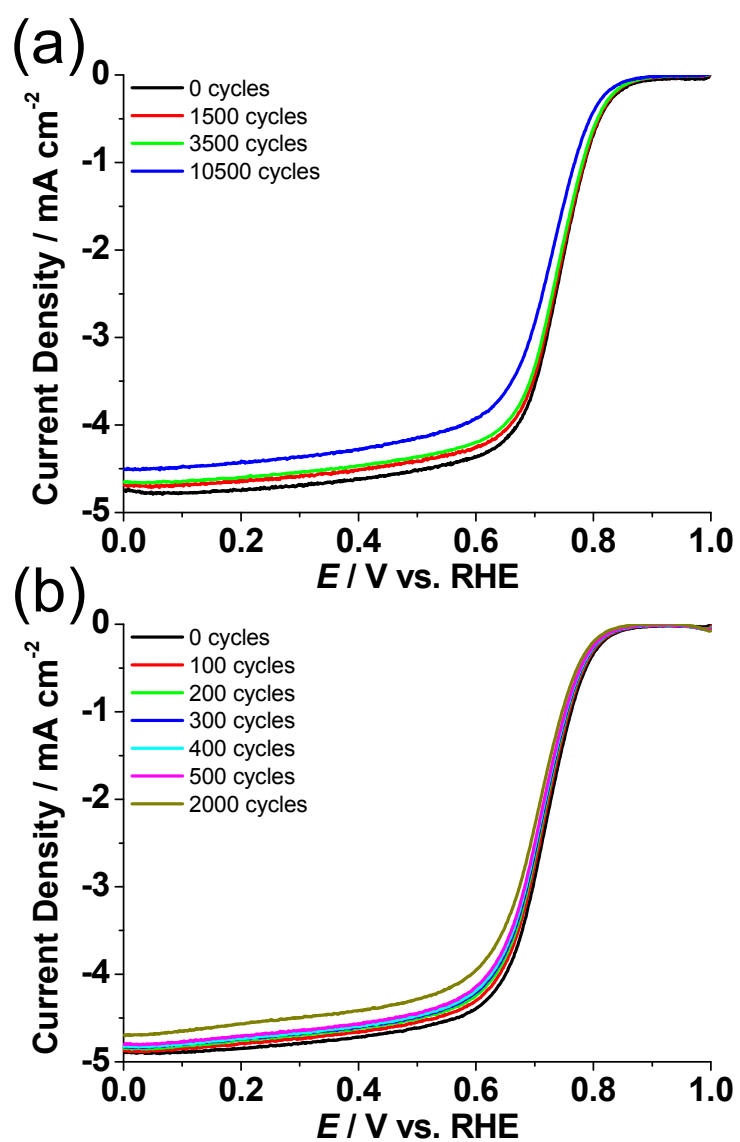 (a)
0
-1
-2
-3
-4
-5
Current Density / mA cm⁻²
0 cycles
1500 cycles
3500 cycles
10500 cycles
0.0 0.2 0.4 0.6 0.8 1.0
E / V vs. RHE
(b)
0
-1
-2
-3
-4
-5
Current Density / mA cm⁻²
0 cycles
100 cycles
200 cycles
300 cycles
400 cycles
500 cycles
2000 cycles
0.0 0.2 0.4 0.6 0.8 1.0
E / V vs. RHE